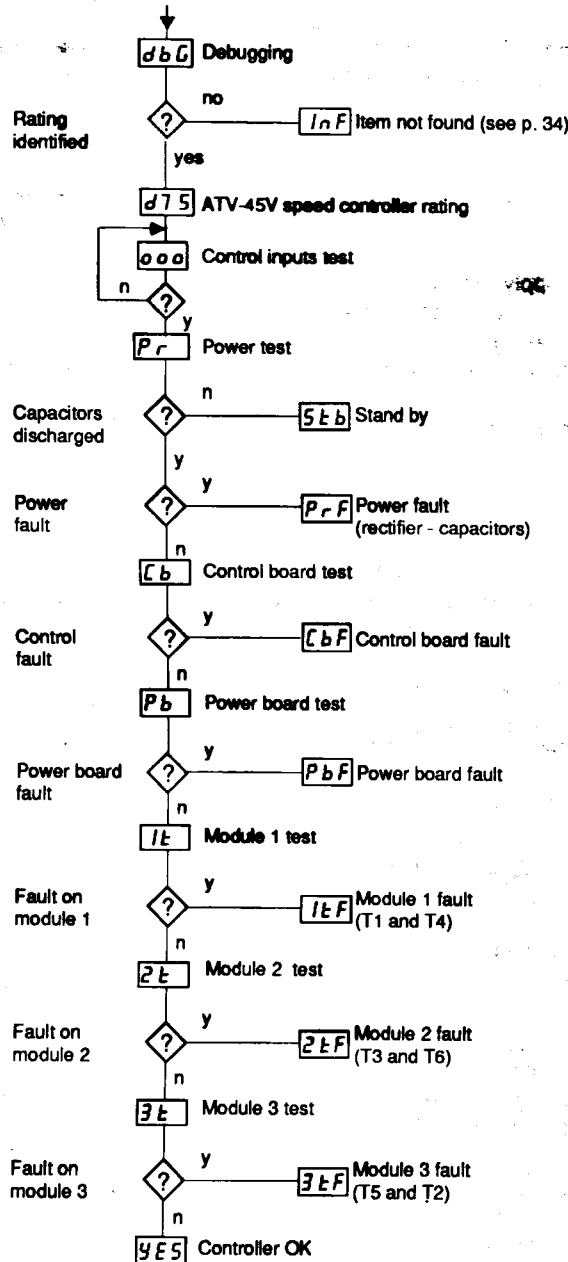 dbG Debugging
no
Rating
identified
?
InF Item not found (see p. 34)
yes
d75 ATV-45V speed controller rating
ooo Control inputs test
n
?
y
Pr Power test
n
Capacitors
discharged
?
Stb Stand by
y
y
Power
fault
?
PrF Power fault
(rectifier - capacitors)
n
Cb Control board test
y
Control
fault
?
CbF Control board fault
n
Pb Power board test
y
Power board
fault
?
PbF Power board fault
n
1t Module 1 test
y
Fault on
module 1
?
1tF Module 1 fault
(T1 and T4)
n
2t Module 2 test
y
Fault on
module 2
?
2tF Module 2 fault
(T3 and T6)
n
3t Module 3 test
y
Fault on
module 3
?
3tF Module 3 fault
(T5 and T2)
n
YES Controller OK